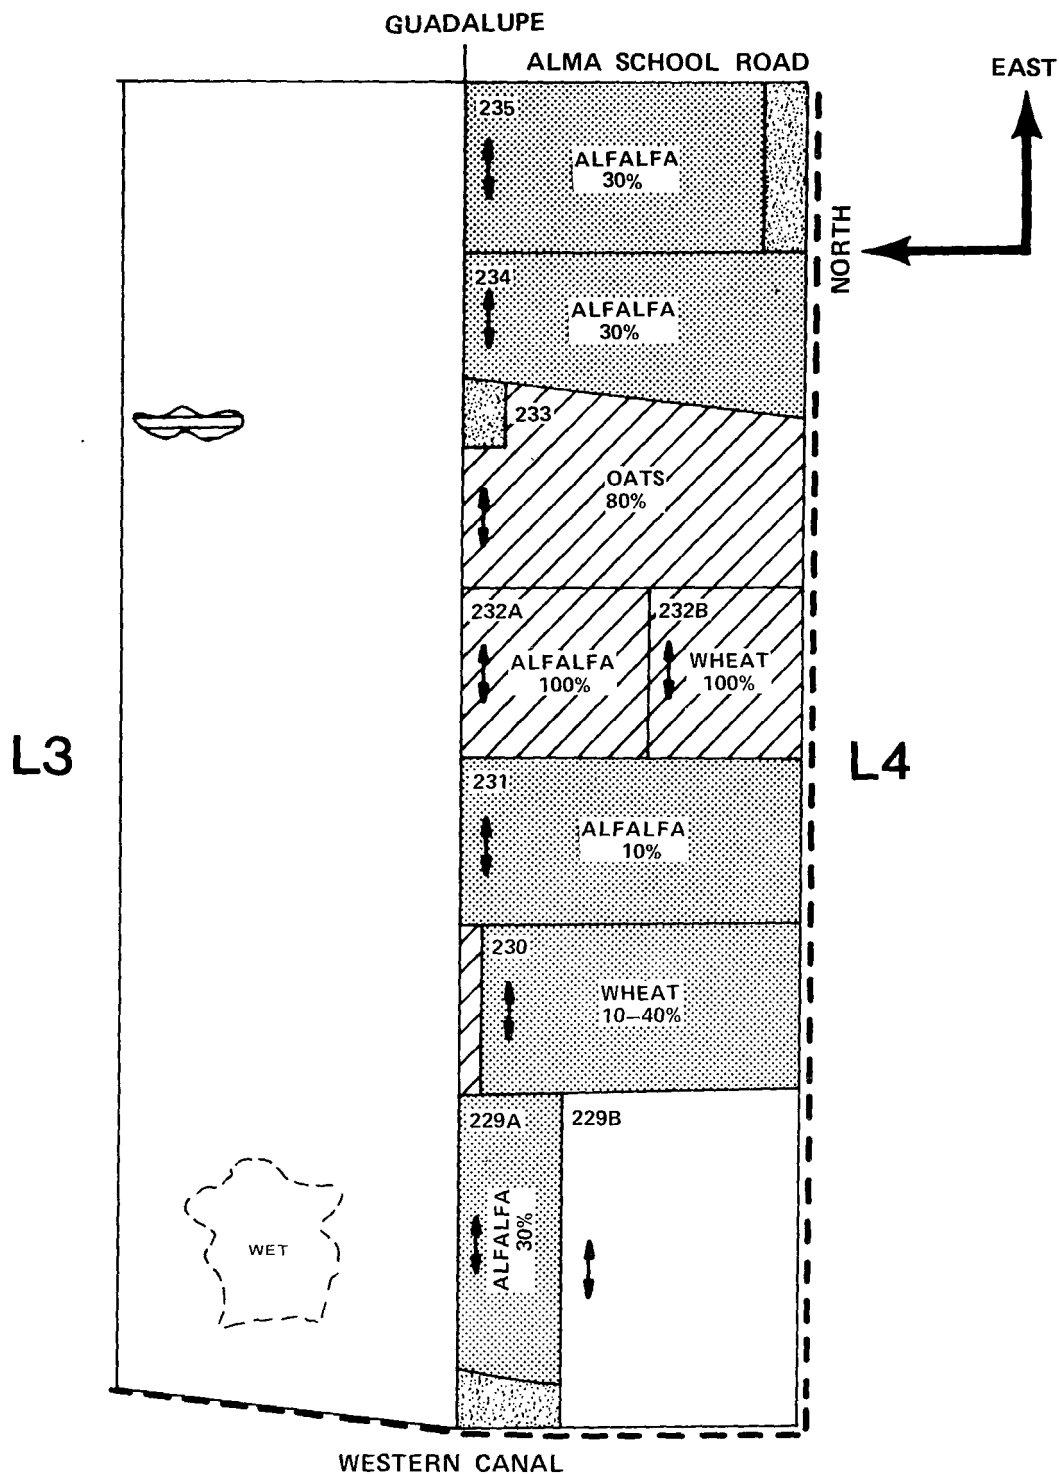 GUADALUPE
ALMA SCHOOL ROAD
EAST
NORTH
235
ALFALFA
30%
234
ALFALFA
30%
233
OATS
80%
232A
ALFALFA
100%
232B
WHEAT
100%
L3
L4
231
ALFALFA
10%
230
WHEAT
10–40%
229A
ALFALFA
30%
229B
WET
WESTERN CANAL